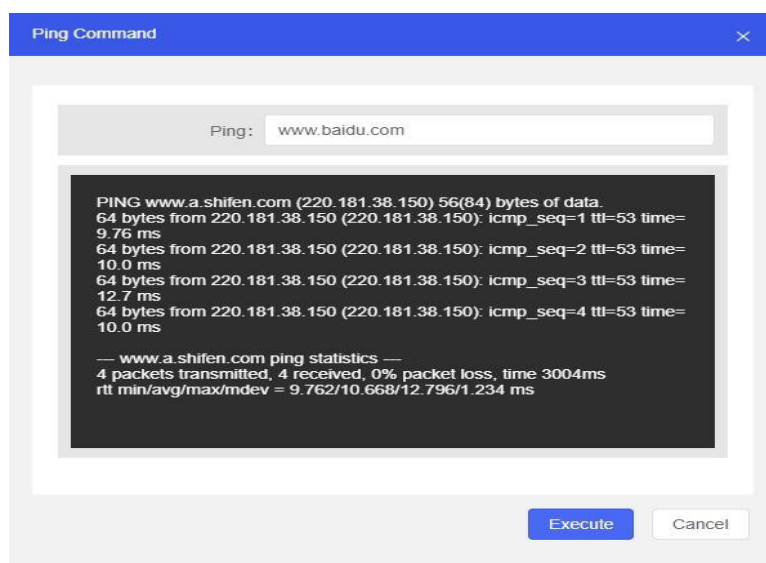 Ping Command
Ping: www.baidu.com
PING www.a.shifen.com (220.181.38.150) 56(84) bytes of data.
64 bytes from 220.181.38.150 (220.181.38.150): icmp_seq=1 ttl=53 time=
9.76 ms
64 bytes from 220.181.38.150 (220.181.38.150): icmp_seq=2 ttl=53 time=
10.0 ms
64 bytes from 220.181.38.150 (220.181.38.150): icmp_seq=3 ttl=53 time=
12.7 ms
64 bytes from 220.181.38.150 (220.181.38.150): icmp_seq=4 ttl=53 time=
10.0 ms
--- www.a.shifen.com ping statistics ---
4 packets transmitted, 4 received, 0% packet loss, time 3004ms
rtt min/avg/max/mdev = 9.762/10.668/12.796/1.234 ms
Execute Cancel